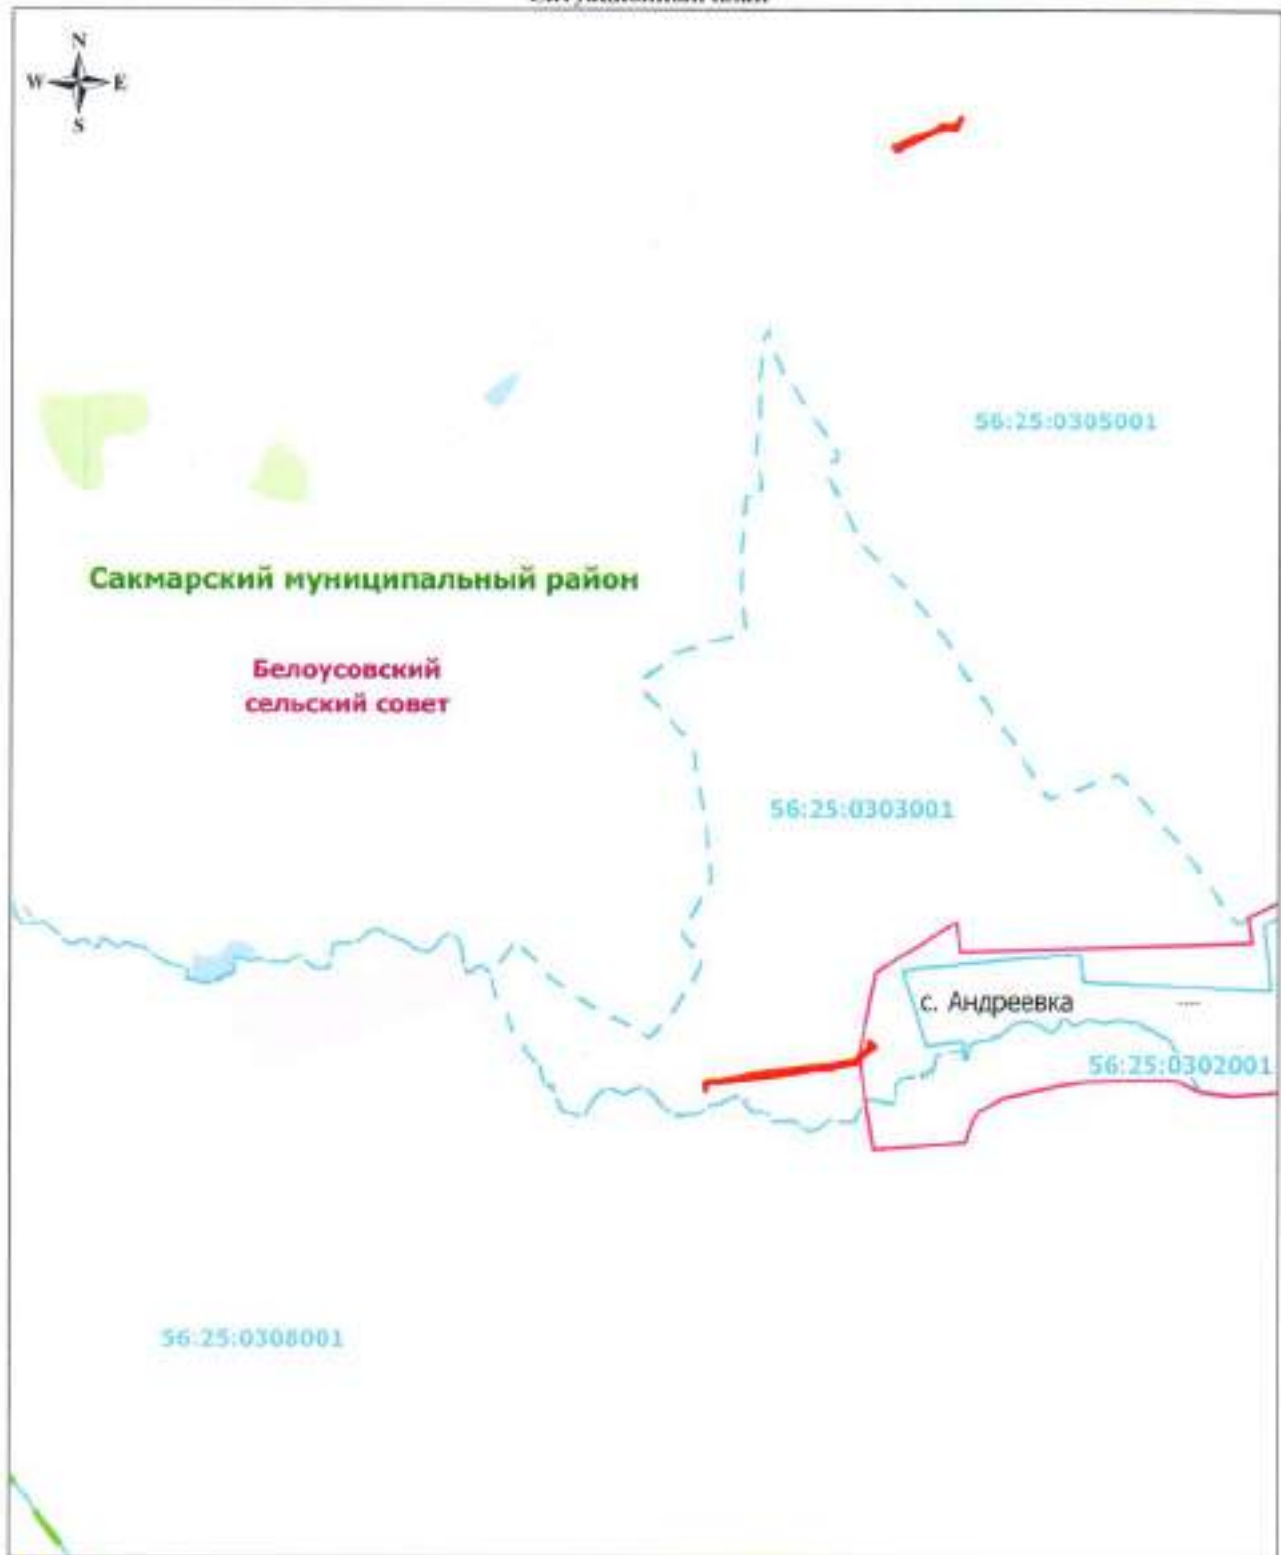 N
W E
S
56:25:0305001
Сакмарский муниципальный район
Белоусовский
сельский совет
56:25:0303001
с. Андреевка
56:25:0302001
56:25:0308001